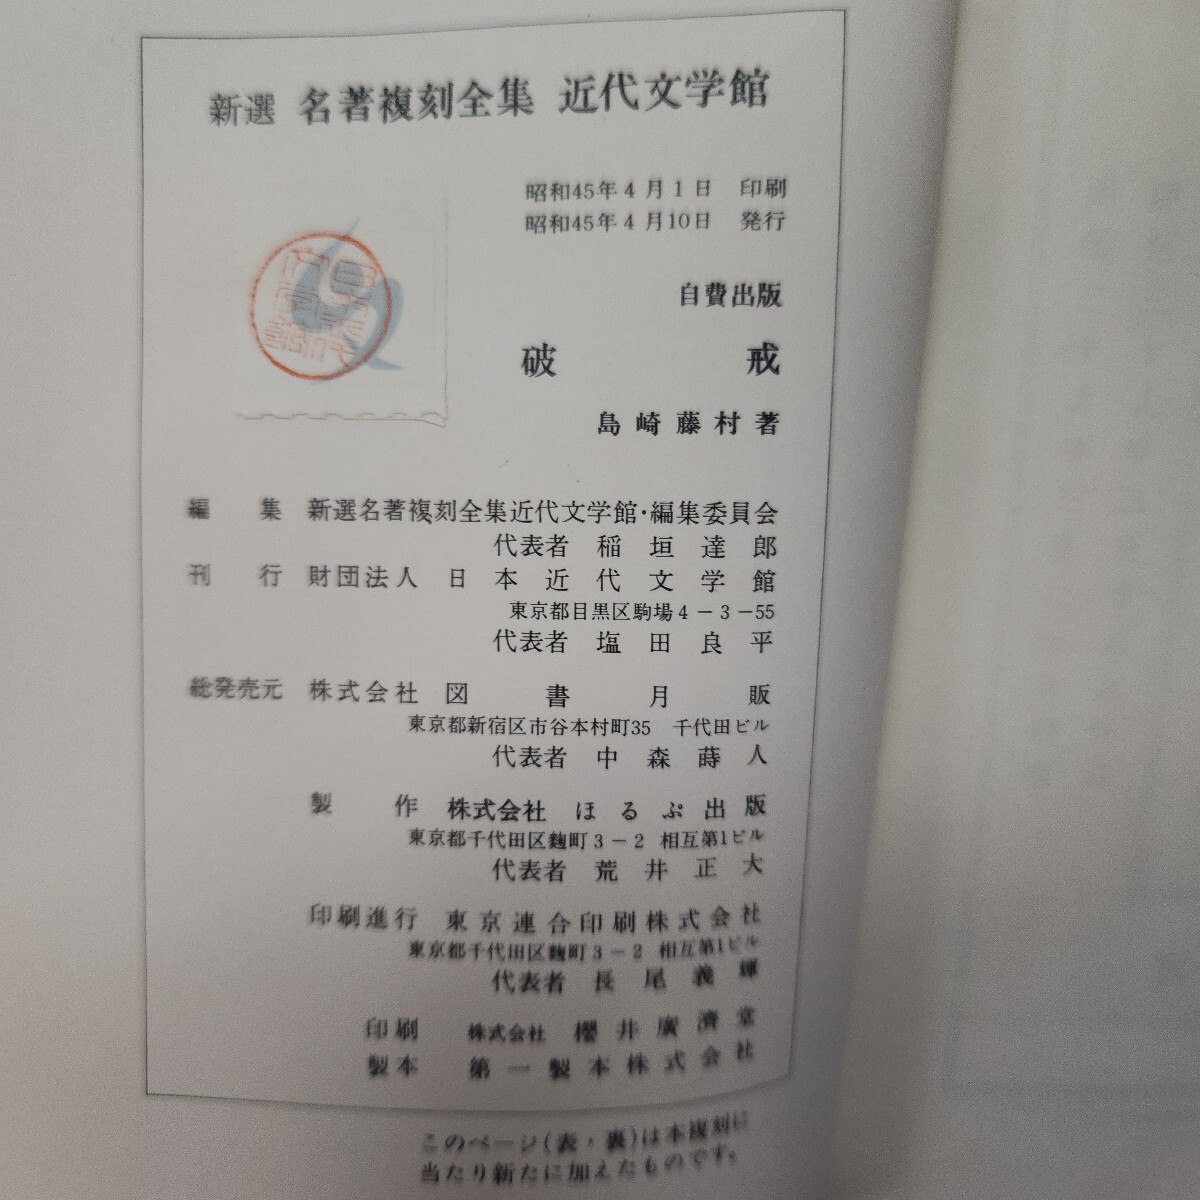 新選 名著複刻全集 近代文学館
昭和45年4月1日 印刷
昭和45年4月10日 発行
自費出版
破戒
島崎藤村著
編集 新選名著複刻全集近代文学館・編集委員会
代表者 稲垣達郎
刊行 財団法人 日本近代文学館
東京都目黒区駒場4－3－55
代表者 塩田良平
総発売元 株式会社 図書月販
東京都新宿区市谷本村町35 千代田ビル
代表者 中森蒔人
製作 株式会社 ほるぷ出版
東京都千代田区麹町3－2 相互第1ビル
代表者 荒井正大
印刷進行 東京連合印刷株式会社
東京都千代田区麹町3－2 相互第1ビル
代表者 長尾義輝
印刷 株式会社 櫻井廣濟堂
製本 第一製本株式会社
このページ(表・裏)は本複刻に
当たり新たに加えたものです。